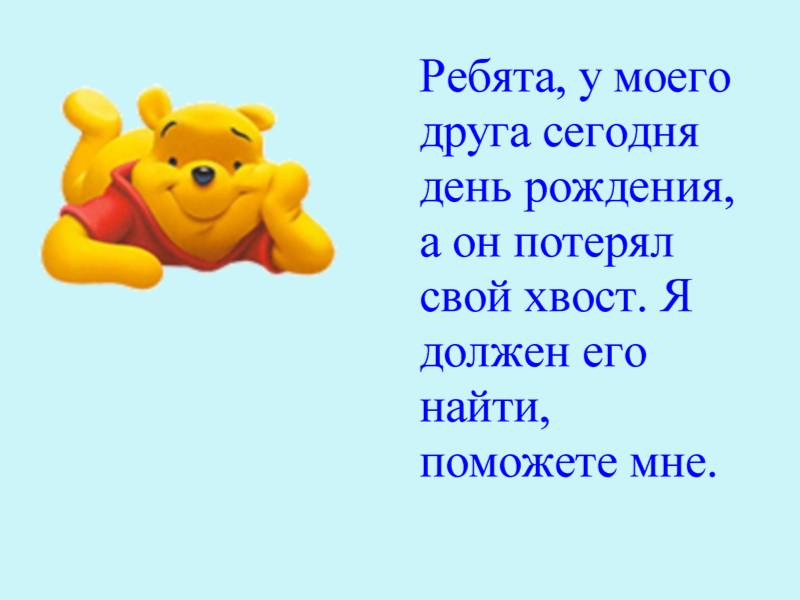 Ребята, у моего
друга сегодня
день рождения,
а он потерял
свой хвост. Я
должен его
найти,
поможете мне.